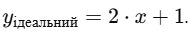 yідеальний = 2 · x + 1.